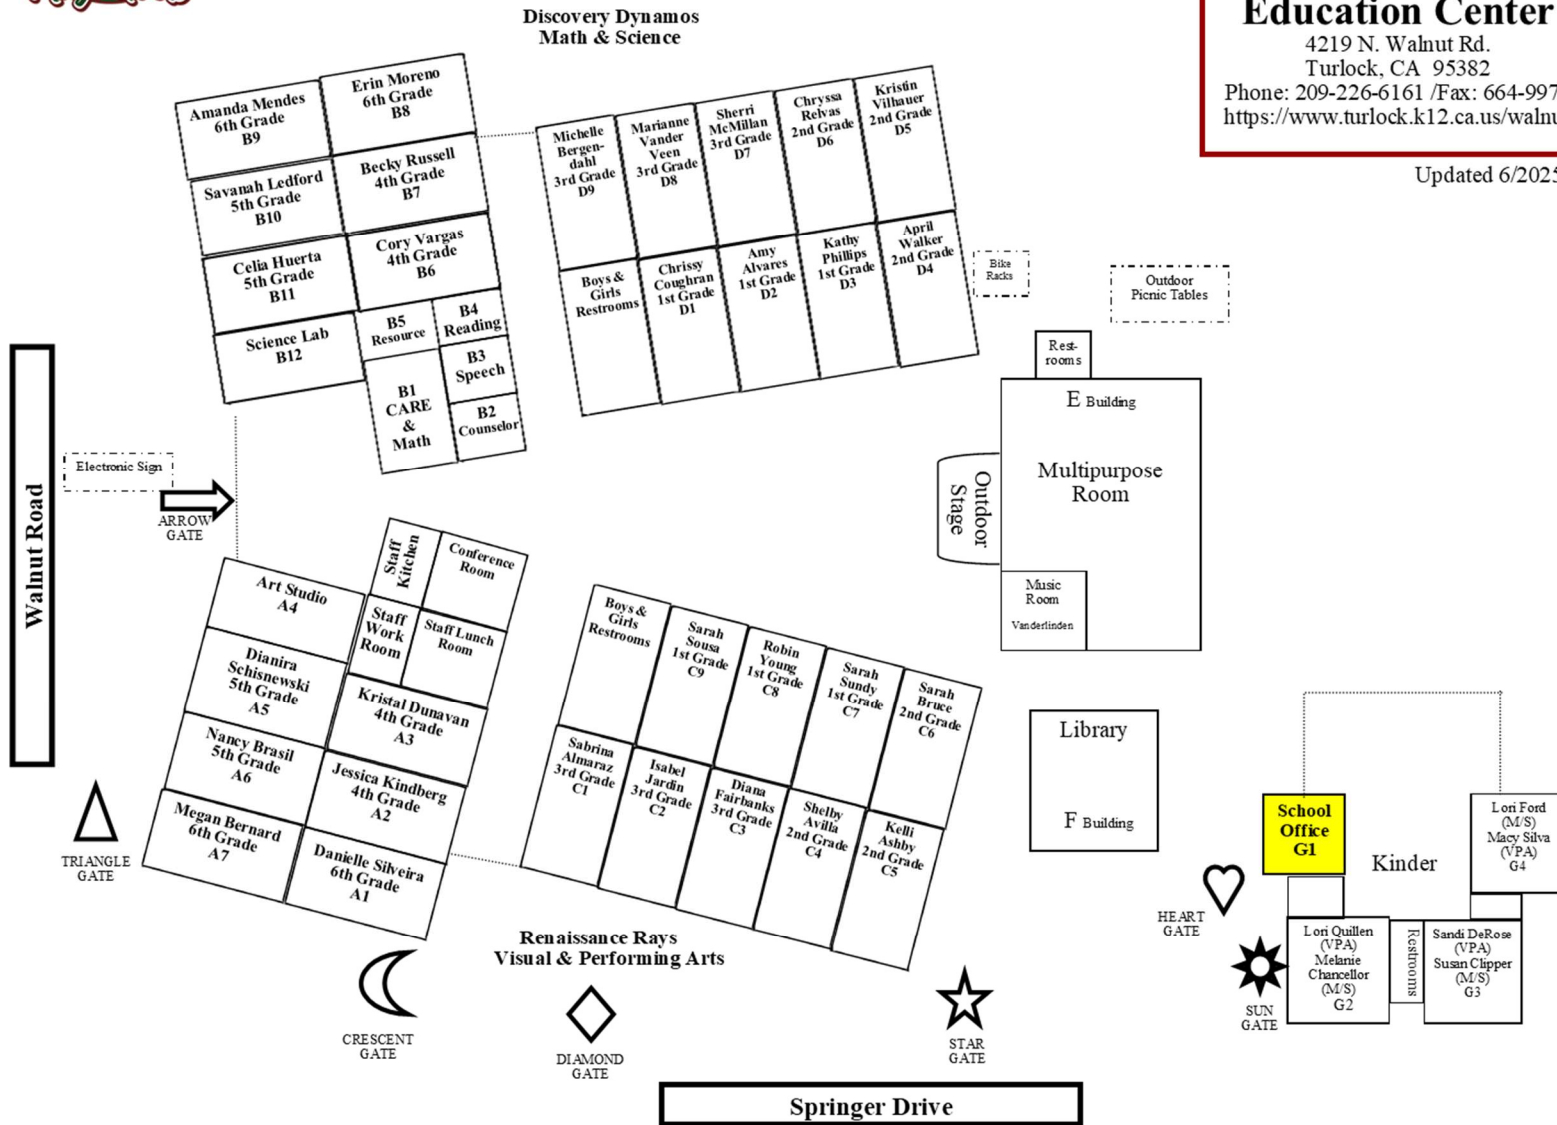 Discovery Dynamos
Math & Science
Education Center
4219 N. Walnut Rd.
Turlock, CA 95382
Phone: 209-226-6161 /Fax: 664-997
https://www.turlock.k12.ca.us/walnu
Updated 6/2025
Amanda Mendes
6th Grade
B9
Erin Moreno
6th Grade
B8
Savanah Ledford
5th Grade
B10
Becky Russell
4th Grade
B7
Celia Huerta
5th Grade
B11
Cory Vargas
4th Grade
B6
Science Lab
B12
B5
Resource
B4
Reading
B3
Speech
B1
CARE
&
Math
B2
Counselor
Michelle
Bergen-
dahl
3rd Grade
D9
Marianne
Vander
Veen
3rd Grade
D8
Sherri
McMillan
3rd Grade
D7
Chryssa
Relvas
2nd Grade
D6
Kristin
Vilhauer
2nd Grade
D5
Boys &
Girls
Restrooms
Chrissy
Coughran
1st Grade
D1
Amy
Alvares
1st Grade
D2
Kathy
Phillips
1st Grade
D3
April
Walker
2nd Grade
D4
Bike
Racks
Outdoor
Picnic Tables
Rest-
rooms
E Building
Multipurpose
Room
Outdoor
Stage
Music
Room
Vanderlinden
Walnut Road
Electronic Sign
ARROW
GATE
Staff
Kitchen
Conference
Room
Art Studio
A4
Staff
Work
Room
Staff Lunch
Room
Dianira
Schisnewski
5th Grade
A5
Kristal Dunavan
4th Grade
A3
Nancy Brasil
5th Grade
A6
Jessica Kindberg
4th Grade
A2
Megan Bernard
6th Grade
A7
Danielle Silveira
6th Grade
A1
Boys &
Girls
Restrooms
Sarah
Sousa
1st Grade
C9
Robin
Young
1st Grade
C8
Sarah
Sundy
1st Grade
C7
Sarah
Bruce
2nd Grade
C6
Sabrina
Almaraz
3rd Grade
C1
Isabel
Jardin
3rd Grade
C2
Diana
Fairbanks
3rd Grade
C3
Shelby
Avilla
2nd Grade
C4
Kelli
Ashby
2nd Grade
C5
Library
F Building
School
Office
G1
Kinder
Lori Ford
(M/S)
Macy Silva
(VPA)
G4
Lori Quillen
(VPA)
Melanie
Chancellor
(M/S)
G2
Restrooms
Sandi DeRose
(VPA)
Susan Clipper
(M/S)
G3
TRIANGLE
GATE
HEART
GATE
SUN
GATE
Renaissance Rays
Visual & Performing Arts
CRESCENT
GATE
DIAMOND
GATE
STAR
GATE
Springer Drive